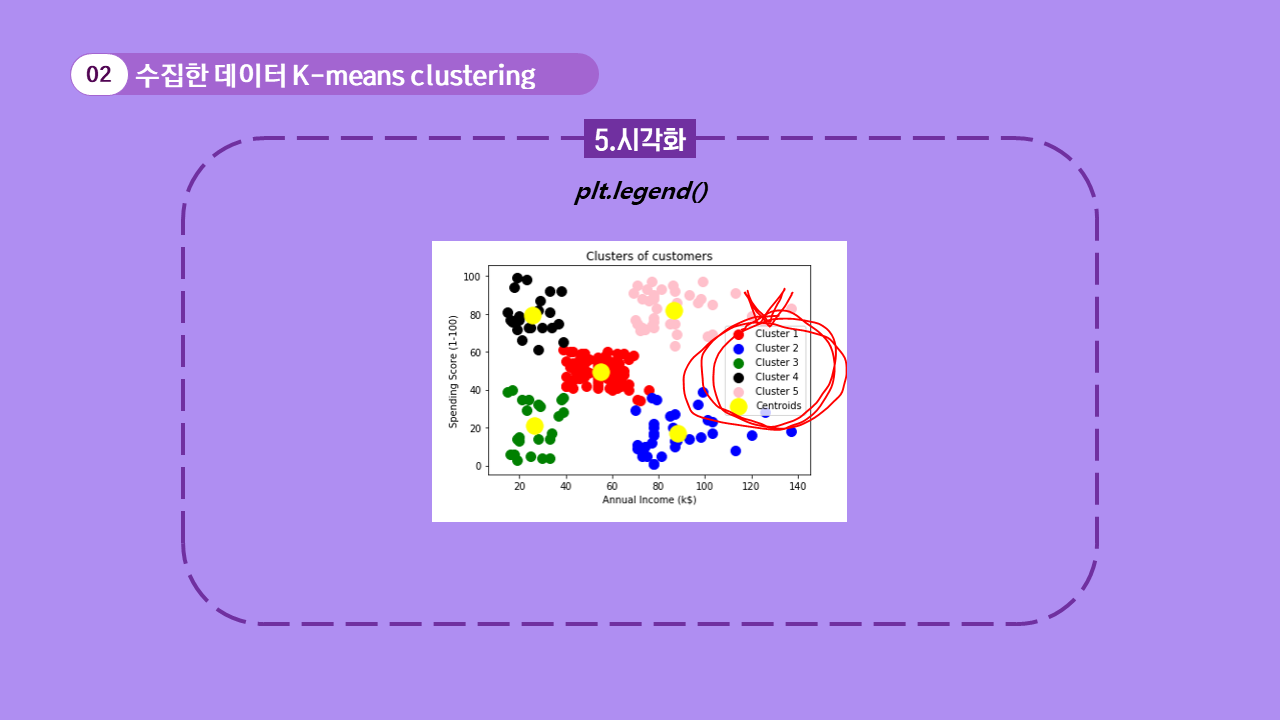 02 수집한 데이터 K-means clustering
5.시각화
plt.legend()
Clusters of customers
Spending Score (1-100)
100
80
60
40
20
0
Cluster 1
Cluster 2
Cluster 3
Cluster 4
Cluster 5
Centroids
20 40 60 80 100 120 140
Annual Income (k$)